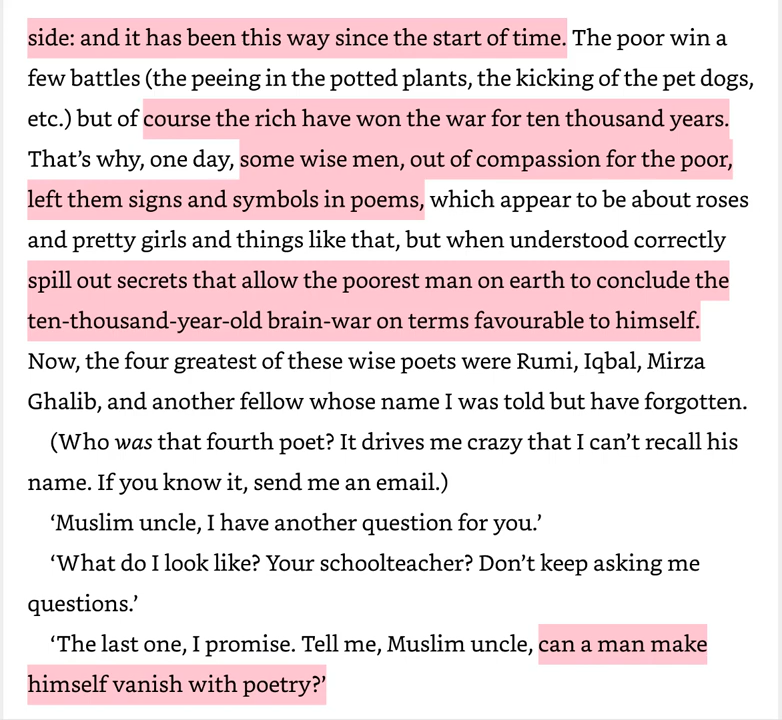 side: and it has been this way since the start of time. The poor win a
few battles (the peeing in the potted plants, the kicking of the pet dogs,
etc.) but of course the rich have won the war for ten thousand years.
That’s why, one day, some wise men, out of compassion for the poor,
left them signs and symbols in poems, which appear to be about roses
and pretty girls and things like that, but when understood correctly
spill out secrets that allow the poorest man on earth to conclude the
ten-thousand-year-old brain-war on terms favourable to himself.
Now, the four greatest of these wise poets were Rumi, Iqbal, Mirza
Ghalib, and another fellow whose name I was told but have forgotten.
(Who was that fourth poet? It drives me crazy that I can’t recall his
name. If you know it, send me an email.)
‘Muslim uncle, I have another question for you.’
‘What do I look like? Your schoolteacher? Don’t keep asking me
questions.’
‘The last one, I promise. Tell me, Muslim uncle, can a man make
himself vanish with poetry?’